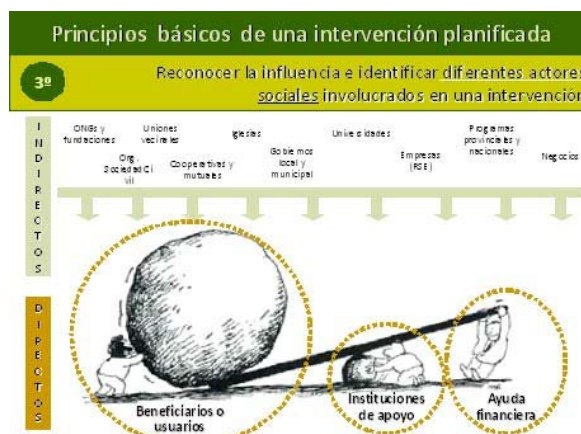 Principios básicos de una intervención planificada
3º
Reconocer la influencia e identificar diferentes actores
sociales involucrados en una intervención
INDIRECTOS
ONGs y
fundaciones
Org.
Sociedad Ci
vil
Uniones
vecinales
Cooperativas y
mutuales
Iglesias
Gobiernos
local y
municipal
Universidades
Empresas
(RSE)
Programas
provinciales y
nacionales
Negocios
DIRECTOS
Beneficiarios o
usuarios
Instituciones
de apoyo
Ayuda
financiera